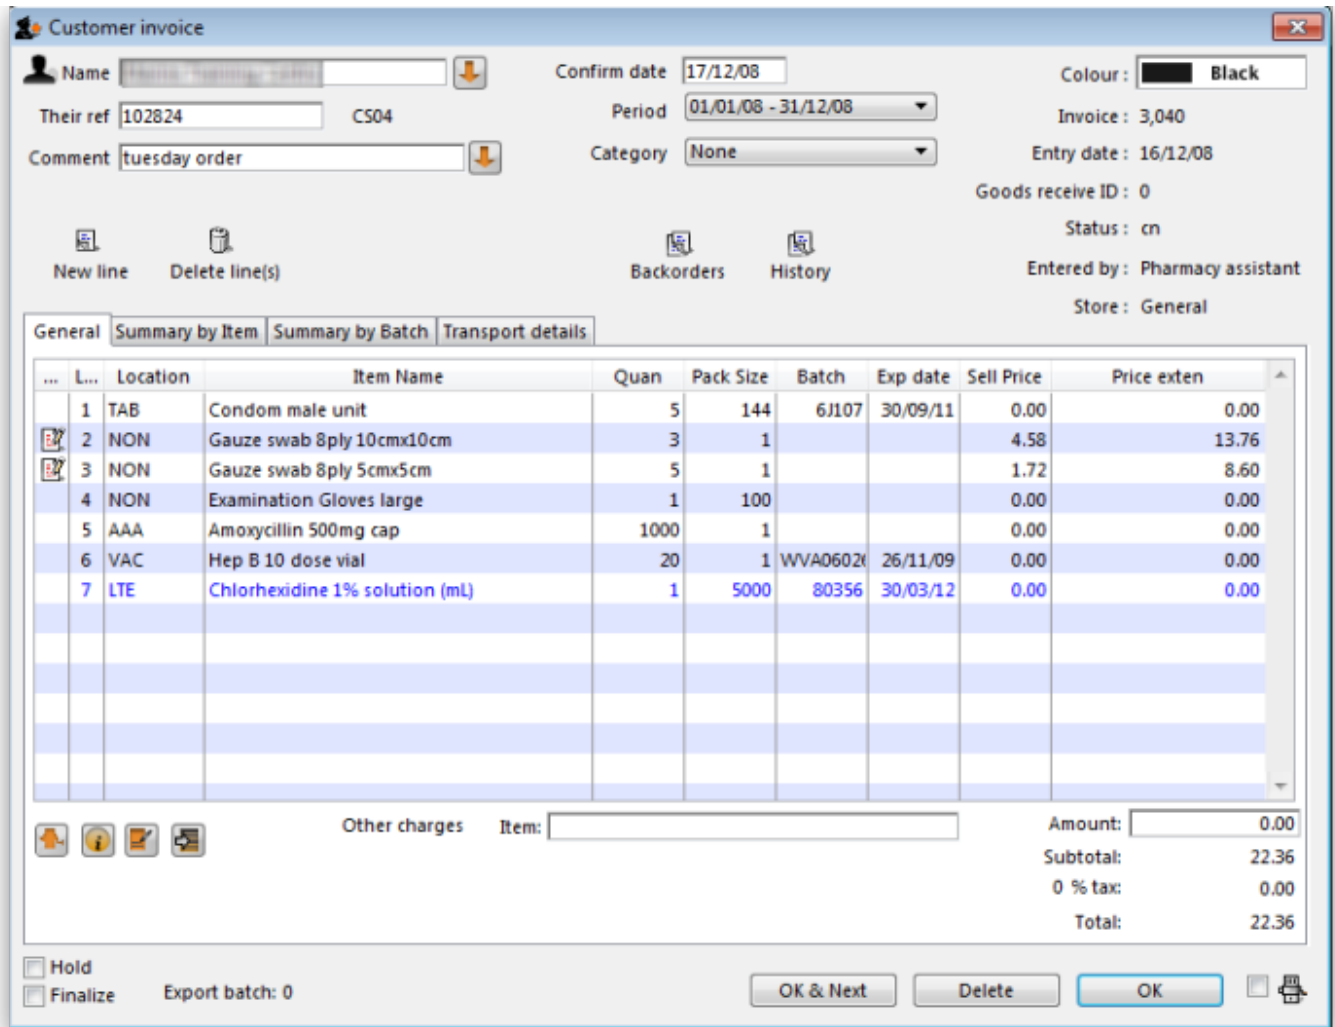 Customer invoice
Name
Confirm date 17/12/08
Colour: Black
Their ref 102824 CS04
Period 01/01/08 - 31/12/08
Invoice: 3,040
Comment tuesday order
Category None
Entry date: 16/12/08
Goods receive ID: 0
Status: cn
New line Delete line(s) Backorders History
Entered by: Pharmacy assistant
Store: General
General Summary by Item Summary by Batch Transport details
... L... Location Item Name Quan Pack Size Batch Exp date Sell Price Price exten
1 TAB Condom male unit 5 144 6J107 30/09/11 0.00 0.00
2 NON Gauze swab 8ply 10cmx10cm 3 1 4.58 13.76
3 NON Gauze swab 8ply 5cmx5cm 5 1 1.72 8.60
4 NON Examination Gloves large 1 100 0.00 0.00
5 AAA Amoxycillin 500mg cap 1000 1 0.00 0.00
6 VAC Hep B 10 dose vial 20 1 WVA0602 26/11/09 0.00 0.00
7 LTE Chlorhexidine 1% solution (mL) 1 5000 80356 30/03/12 0.00 0.00
Other charges Item: Amount: 0.00
Subtotal: 22.36
0 % tax: 0.00
Total: 22.36
Hold
Finalize Export batch: 0 OK & Next Delete OK